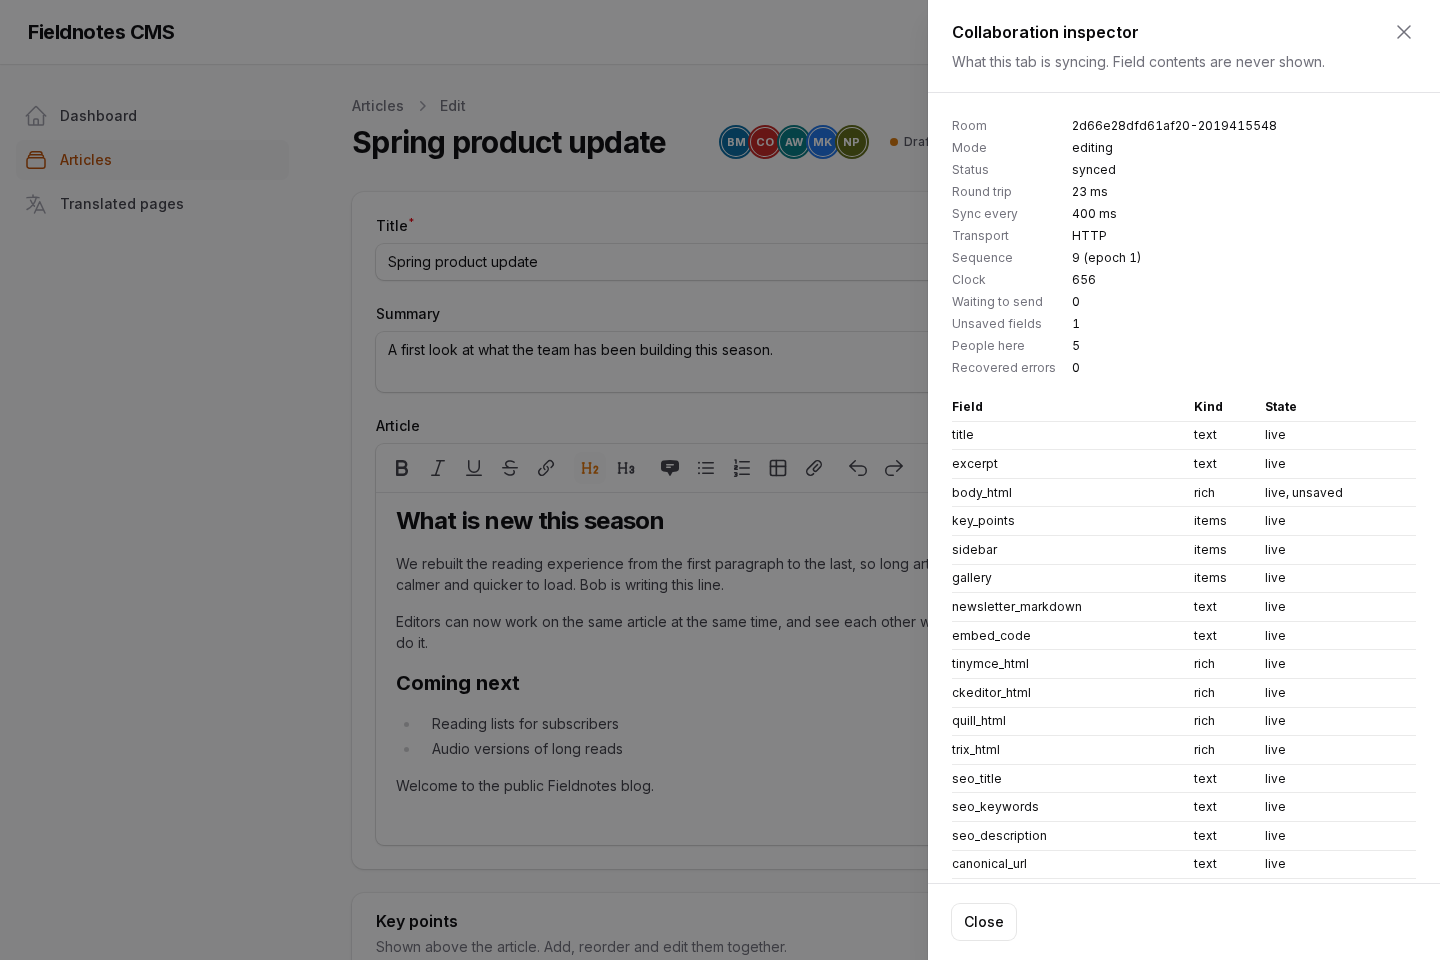 Fieldnotes CMS
Dashboard
Articles
Translated pages
Articles > Edit
Spring product update
BM CO AW MK NP
Title*
Spring product update
Summary
A first look at what the team has been building this season.
Article
B I U S H2 H3
What is new this season
We rebuilt the reading experience from the first paragraph to the last, so long
calmer and quicker to load. Bob is writing this line.
Editors can now work on the same article at the same time, and see each other
do it.
Coming next
Reading lists for subscribers
Audio versions of long reads
Welcome to the public Fieldnotes blog.
Key points
Shown above the article. Add, reorder and edit them together.
Collaboration inspector
What this tab is syncing. Field contents are never shown.
Room 2d66e28dfd61af20-2019415548
Mode editing
Status synced
Round trip 23 ms
Sync every 400 ms
Transport HTTP
Sequence 9 (epoch 1)
Clock 656
Waiting to send 0
Unsaved fields 1
People here 5
Recovered errors 0
Field Kind State
title text live
excerpt text live
body_html rich live, unsaved
key_points items live
sidebar items live
gallery items live
newsletter_markdown text live
embed_code text live
tinymce_html rich live
ckeditor_html rich live
quill_html rich live
trix_html rich live
seo_title text live
seo_keywords text live
seo_description text live
canonical_url text live
Close